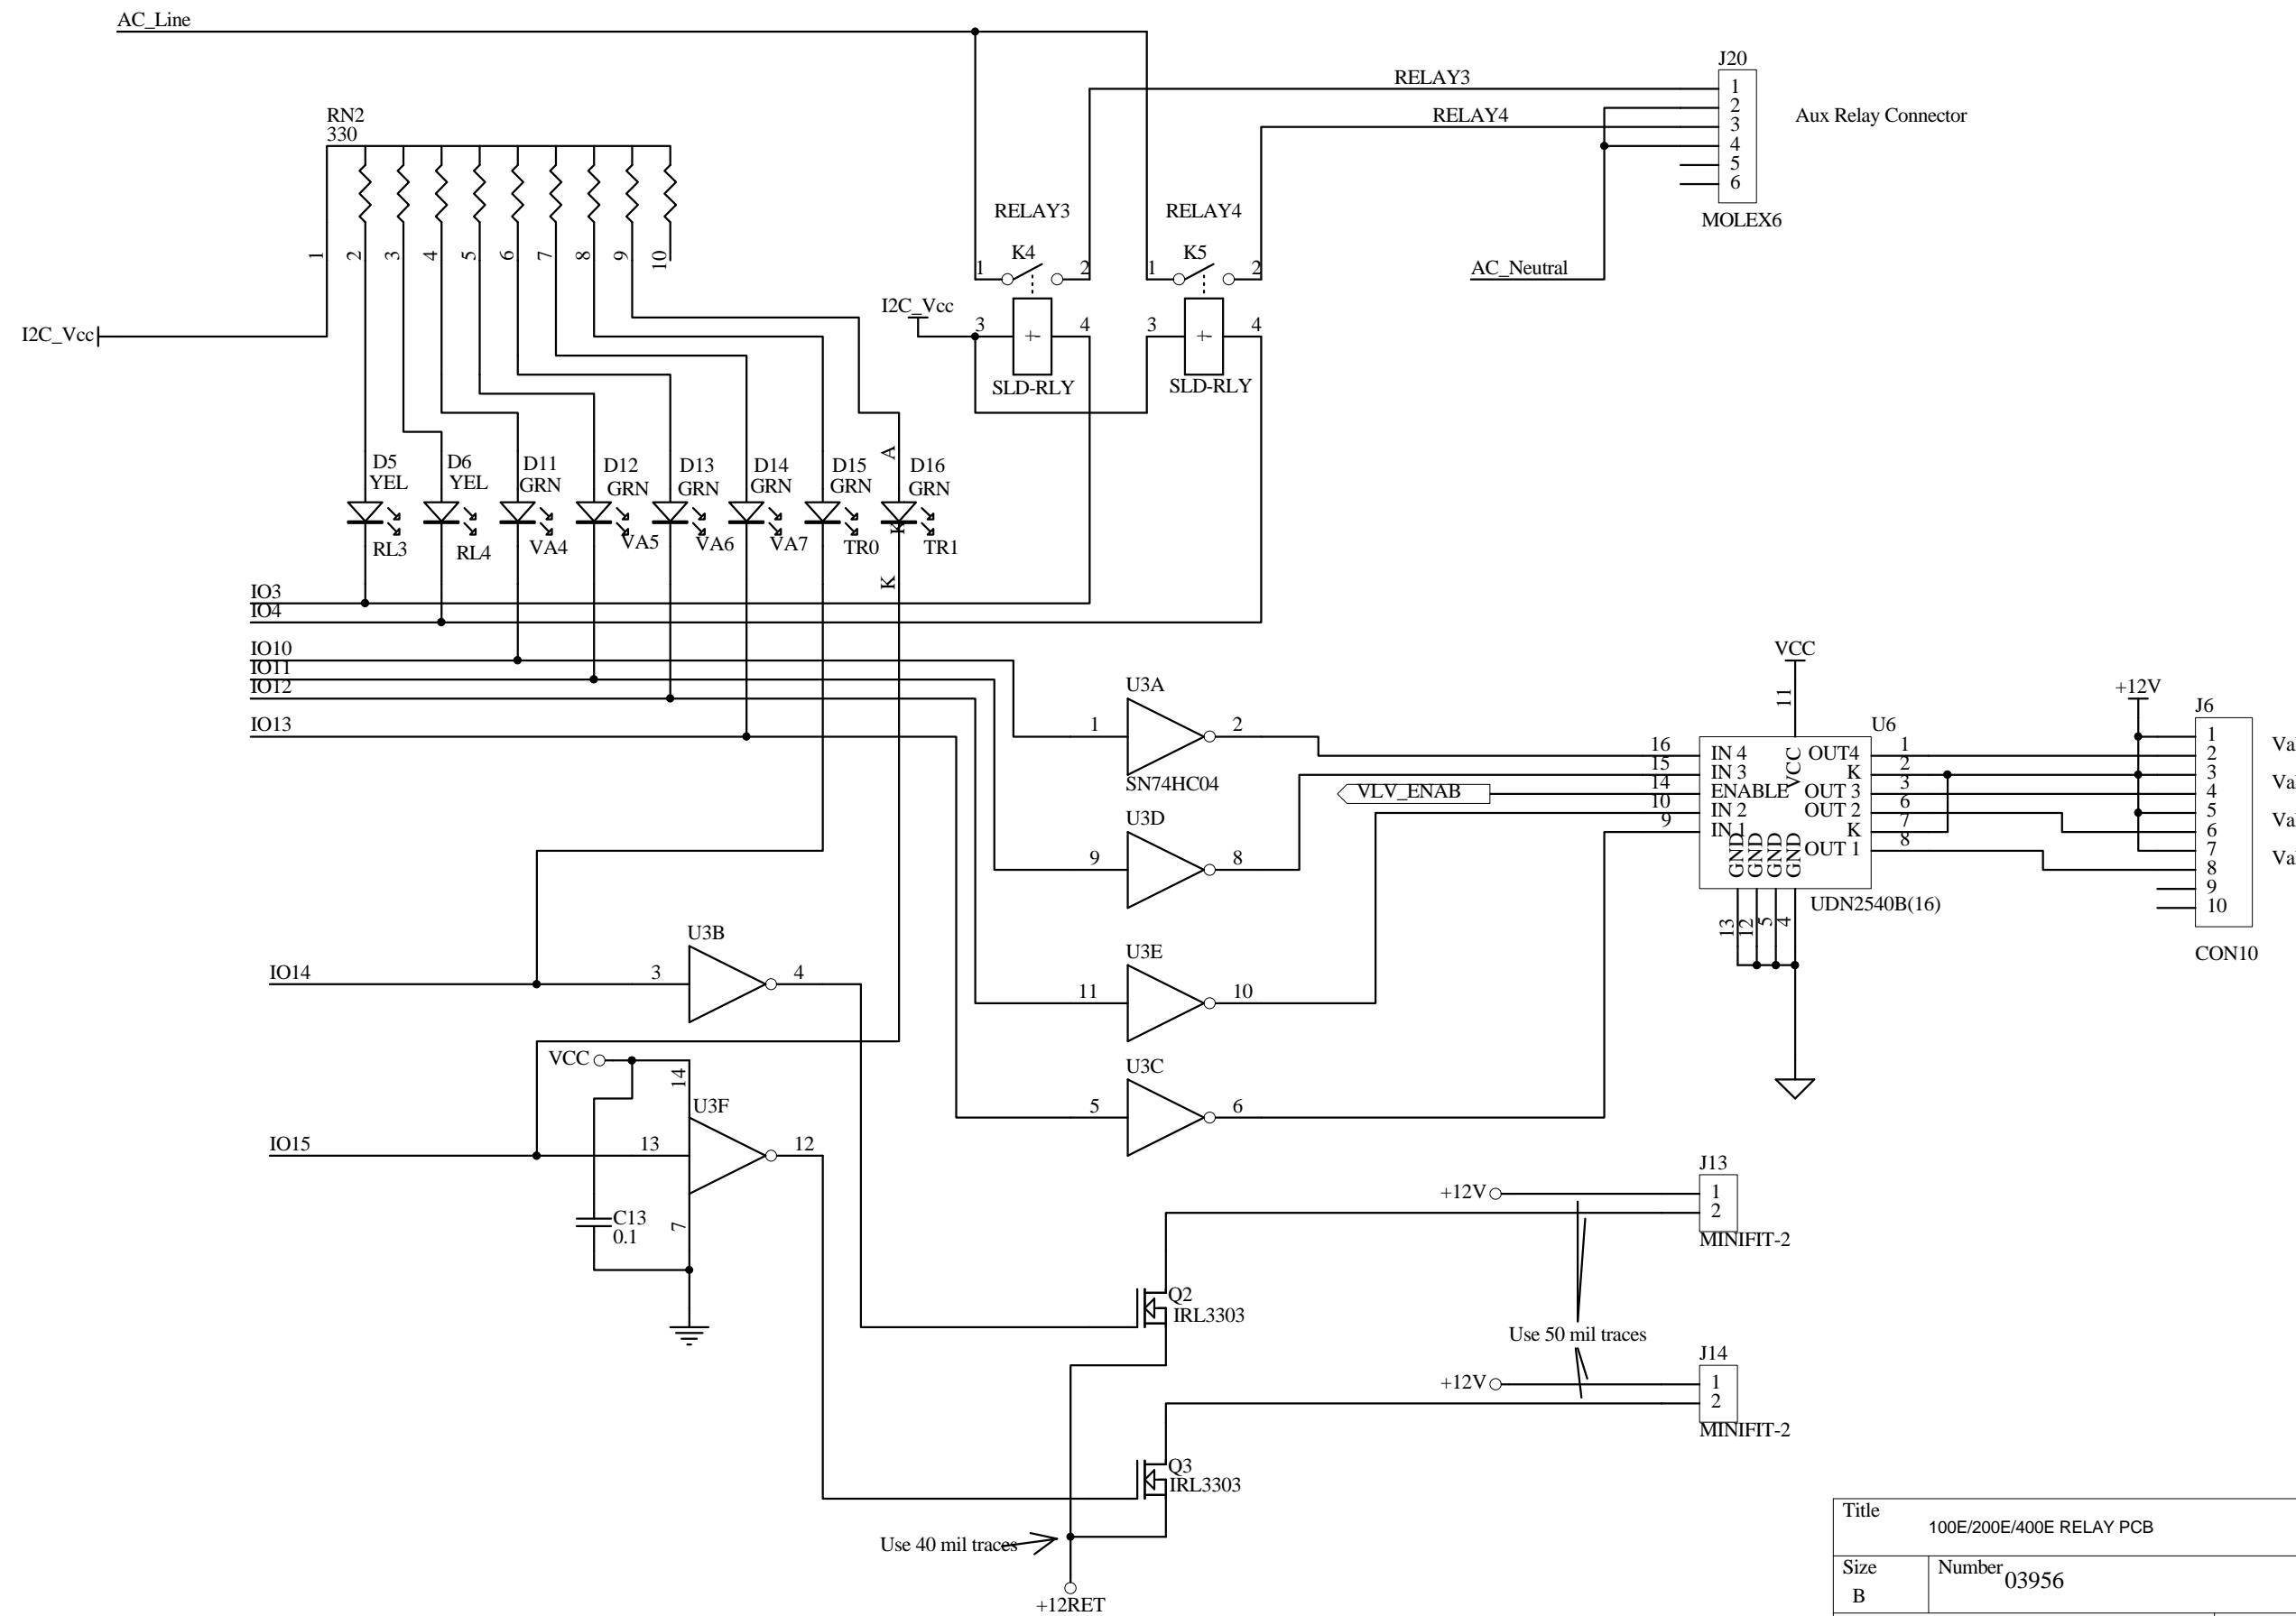 AC_Line
J20
RELAY3
1
2
RELAY4
3
4
5
6
Aux Relay Connector
MOLEX6
RN2
330
1
2
3
4
5
6
7
8
9
10
RELAY3
RELAY4
K4
K5
1
2
1
2
AC_Neutral
I2C_Vcc
I2C_Vcc
3
+-
4
3
+-
4
SLD-RLY
SLD-RLY
A
D5
YEL
D6
YEL
D11
GRN
D12
GRN
D13
GRN
D14
GRN
D15
GRN
D16
GRN
K
RL3
RL4
VA4
VA5
VA6
VA7
TR0
TR1
K
IO3
IO4
IO10
IO11
IO12
IO13
U3A
1
2
SN74HC04
VCC
11
U6
+12V
J6
16
15
14
10
9
IN 4
IN 3
ENABLE
IN 2
IN 1
VCC
OUT4
K
OUT 3
OUT 2
K
OUT 1
1
2
3
6
7
8
GND
GND
GND
GND
13
12
5
4
UDN2540B(16)
1
2
3
4
5
6
7
8
9
10
Va
Va
Va
Va
CON10
VLV_ENAB
U3D
9
8
U3B
IO14
3
4
U3E
11
10
VCC
14
U3F
U3C
5
6
IO15
13
12
C13
0.1
7
J13
+12V
1
2
MINIFIT-2
Q2
IRL3303
Use 50 mil traces
J14
+12V
1
2
MINIFIT-2
Q3
IRL3303
Use 40 mil traces
+12RET
Title
100E/200E/400E RELAY PCB
Size
B
Number
03956